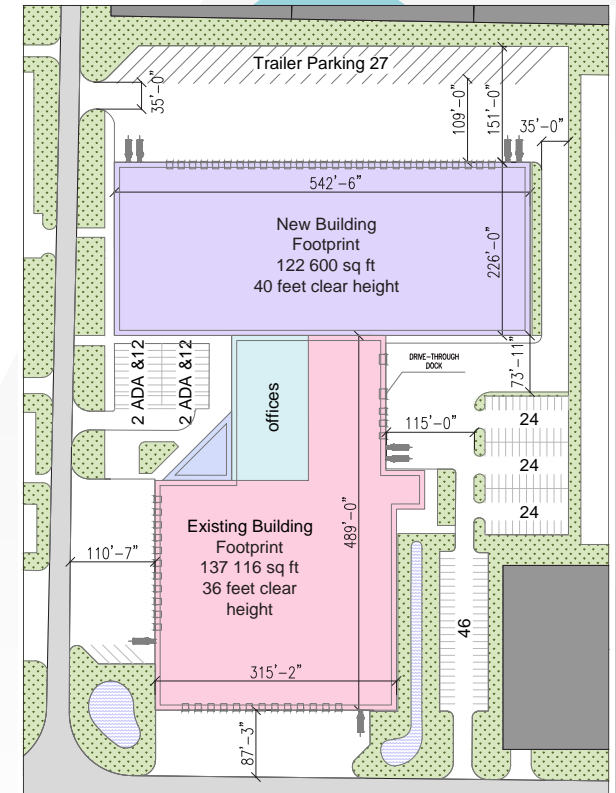 Trailer Parking 27
35'-0"
109'-0"
151'-0"
35'-0"
542'-6"
New Building
Footprint
122 600 sq ft
40 feet clear height
226'-0"
2 ADA &12
2 ADA &12
offices
DRIVE-THROUGH
DOCK
73'-11"
115'-0"
24
24
24
Existing Building
Footprint
137 116 sq ft
36 feet clear
height
489'-0"
110'-7"
46
315'-2"
87'-3"